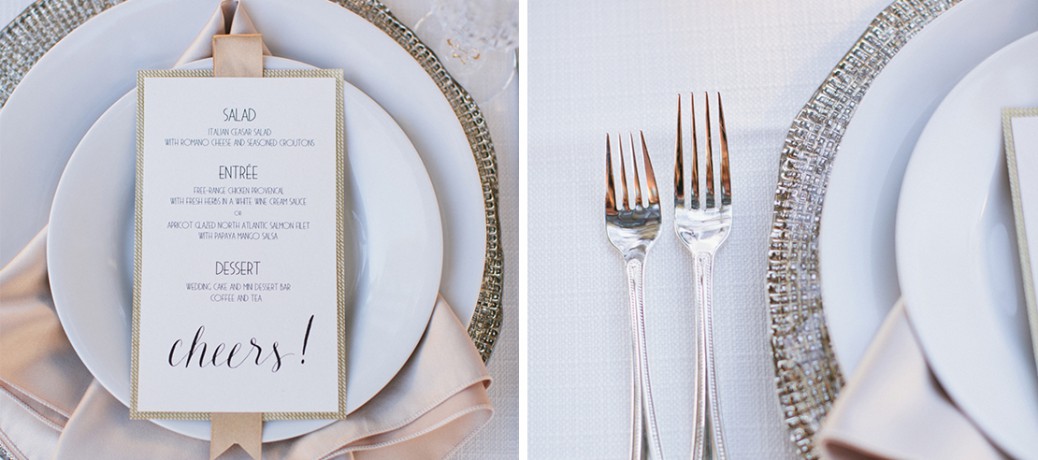 SALAD
ITALIAN CEASAR SALAD
WITH ROMANO CHEESE AND SEASONED CROUTONS
ENTRÉE
FREE-RANGE CHICKEN PROVENCAL
WITH FRESH HERBS IN A WHITE WINE CREAM SAUCE
OR
APRICOT GLAZED NORTH ATLANTIC SALMON FILET
WITH PAPAYA MANGO SALSA
DESSERT
WEDDING CAKE AND MINI DESSERT BAR
COFFEE AND TEA
cheers!